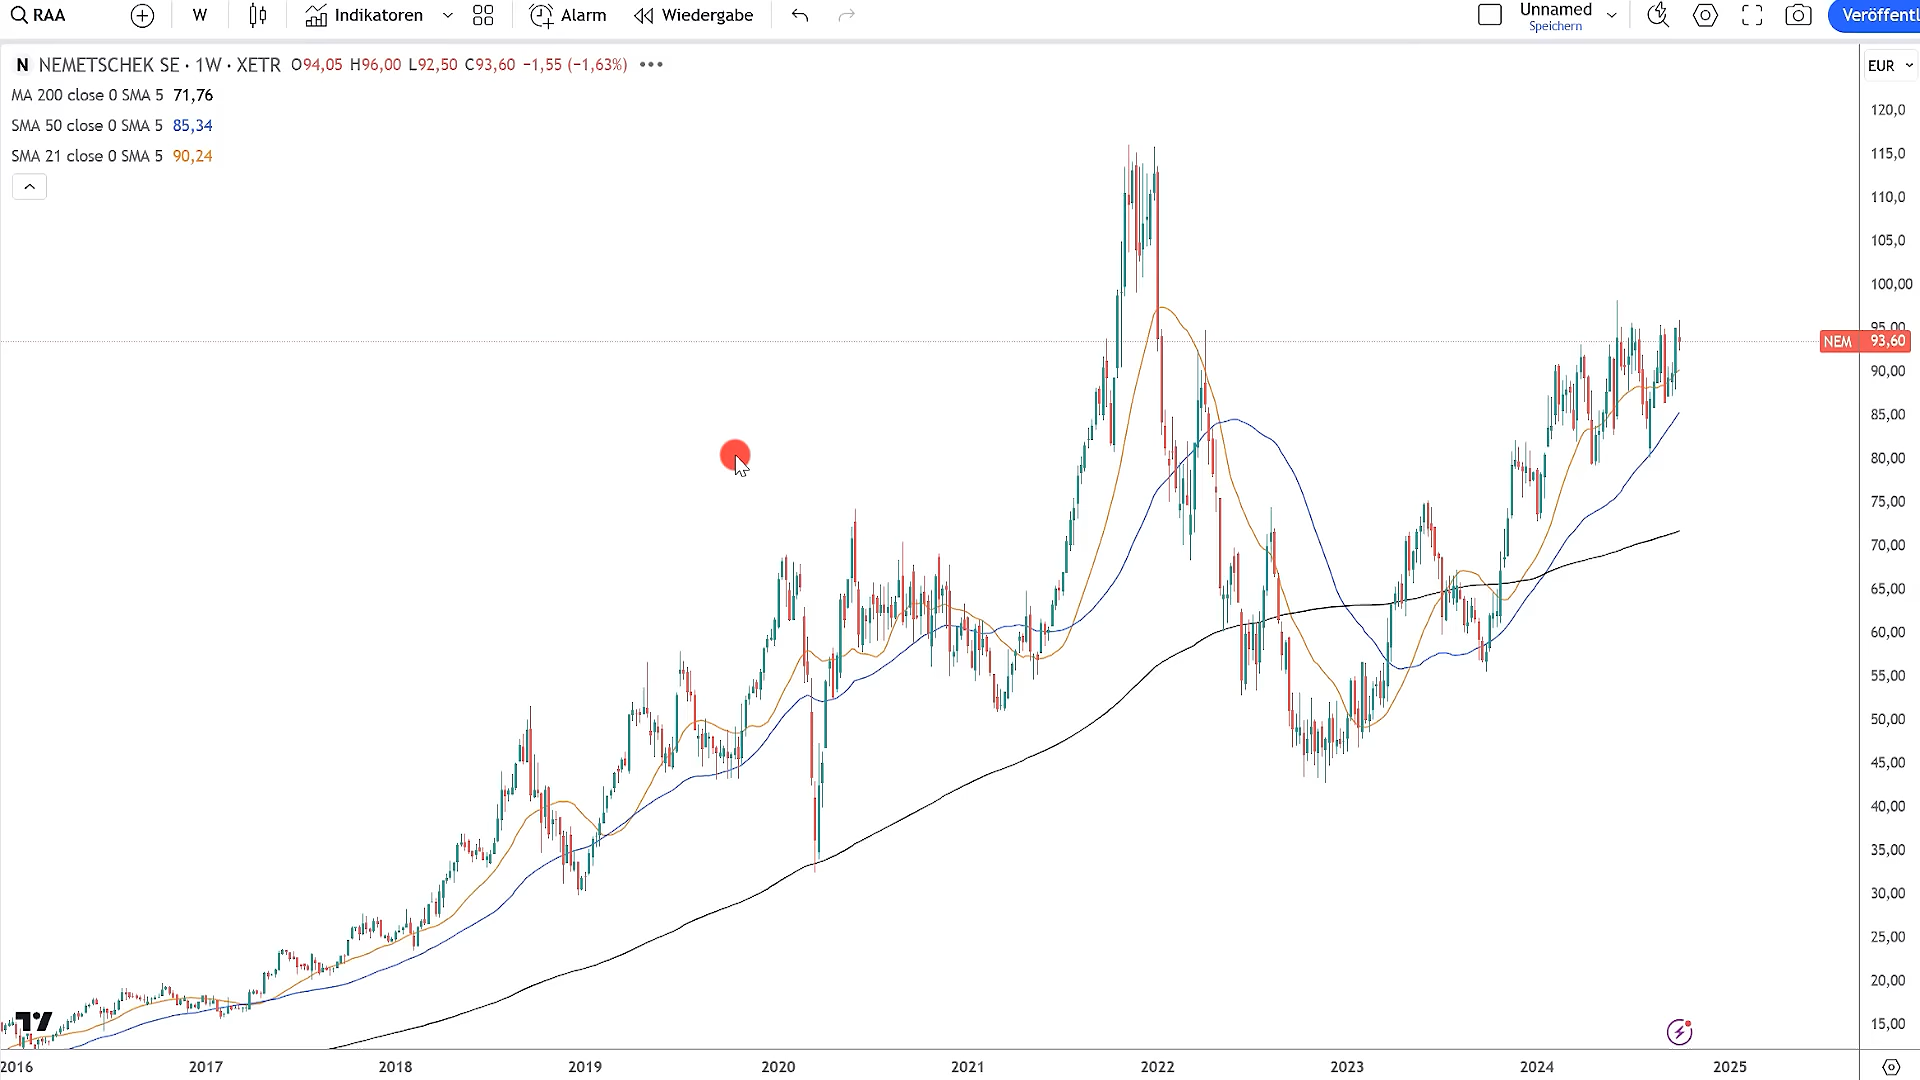 RAA W Indikatoren Alarm Wiedergabe Unnamed Veröffentl
Speichern
N NEMETSCHEK SE · 1W · XETR O94,05 H96,00 L92,50 C93,60 −1,55 (−1,63%) EUR
MA 200 close 0 SMA 5 71,76
SMA 50 close 0 SMA 5 85,34
SMA 21 close 0 SMA 5 90,24
120,0
115,0
110,0
105,0
100,00
95,00
NEM 93,60
90,00
85,00
80,00
75,00
70,00
65,00
60,00
55,00
50,00
45,00
40,00
35,00
30,00
25,00
20,00
15,00
2016 2017 2018 2019 2020 2021 2022 2023 2024 2025